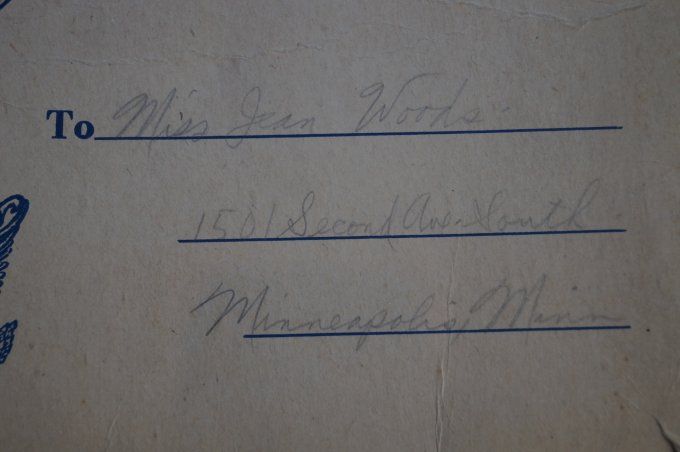 To Miss Jean Woods
1501 Second Ave. South
Minneapolis, Minn